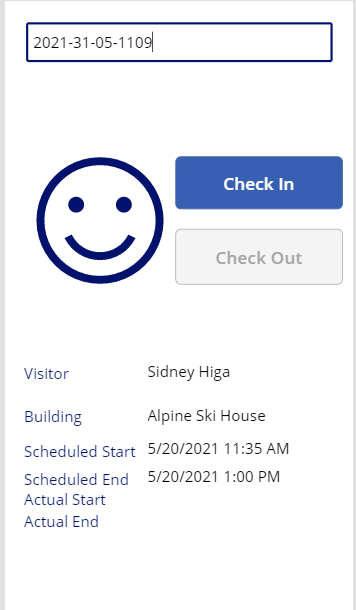 2021-31-05-1109
Check In
Check Out
Visitor Sidney Higa
Building Alpine Ski House
Scheduled Start 5/20/2021 11:35 AM
Scheduled End 5/20/2021 1:00 PM
Actual Start
Actual End